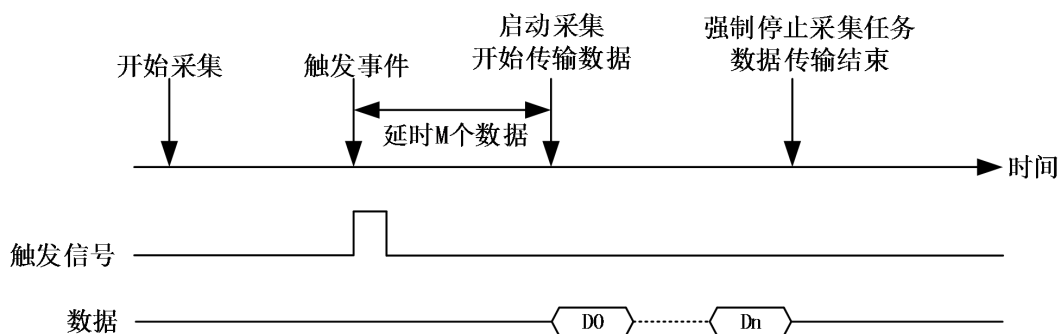 开始采集
触发事件
启动采集
开始传输数据
强制停止采集任务
数据传输结束
延时M个数据
时间
触发信号
数据
D0
Dn